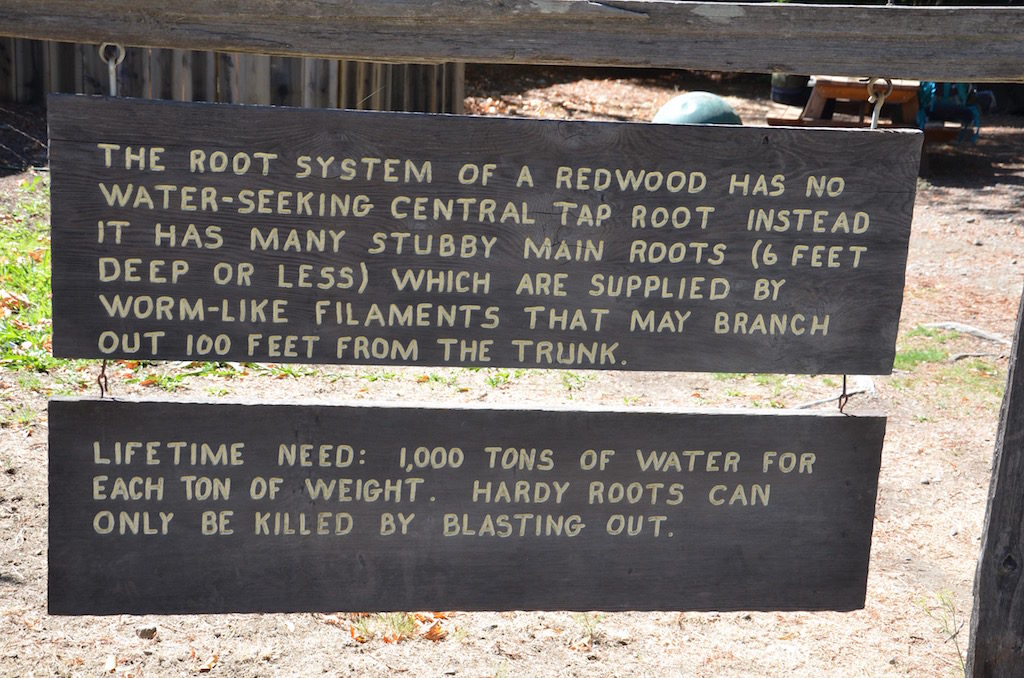 THE ROOT SYSTEM OF A REDWOOD HAS NO
WATER-SEEKING CENTRAL TAP ROOT INSTEAD
IT HAS MANY STUBBY MAIN ROOTS (6 FEET
DEEP OR LESS) WHICH ARE SUPPLIED BY
WORM-LIKE FILAMENTS THAT MAY BRANCH
OUT 100 FEET FROM THE TRUNK.
LIFETIME NEED: 1,000 TONS OF WATER FOR
EACH TON OF WEIGHT. HARDY ROOTS CAN
ONLY BE KILLED BY BLASTING OUT.